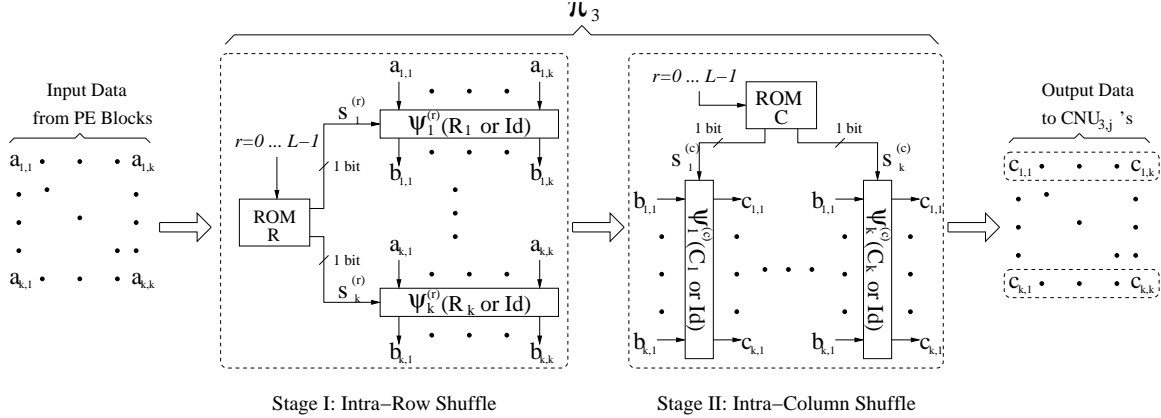 π₃
Input Data
from PE Blocks
a1,1 a1,k
ak,1 ak,k
r=0 ... L−1
ROM
R
S1(r)
1 bit
1 bit
Sk(r)
a1,1 a1,k
Ψ1(r)(R1 or Id)
b1,1 b1,k
ak,1 ak,k
Ψk(r)(Rk or Id)
bk,1 bk,k
Stage I: Intra−Row Shuffle
r=0 ... L−1
ROM
C
1 bit
1 bit
S1(c)
Sk(c)
b1,1 c1,1
Ψ1(c)(C1 or Id)
bk,1 ck,1
b1,1 c1,1
Ψk(c)(Ck or Id)
bk,1 ck,1
Stage II: Intra−Column Shuffle
Output Data
to CNU3,j 's
c1,1 c1,k
ck,1 ck,k